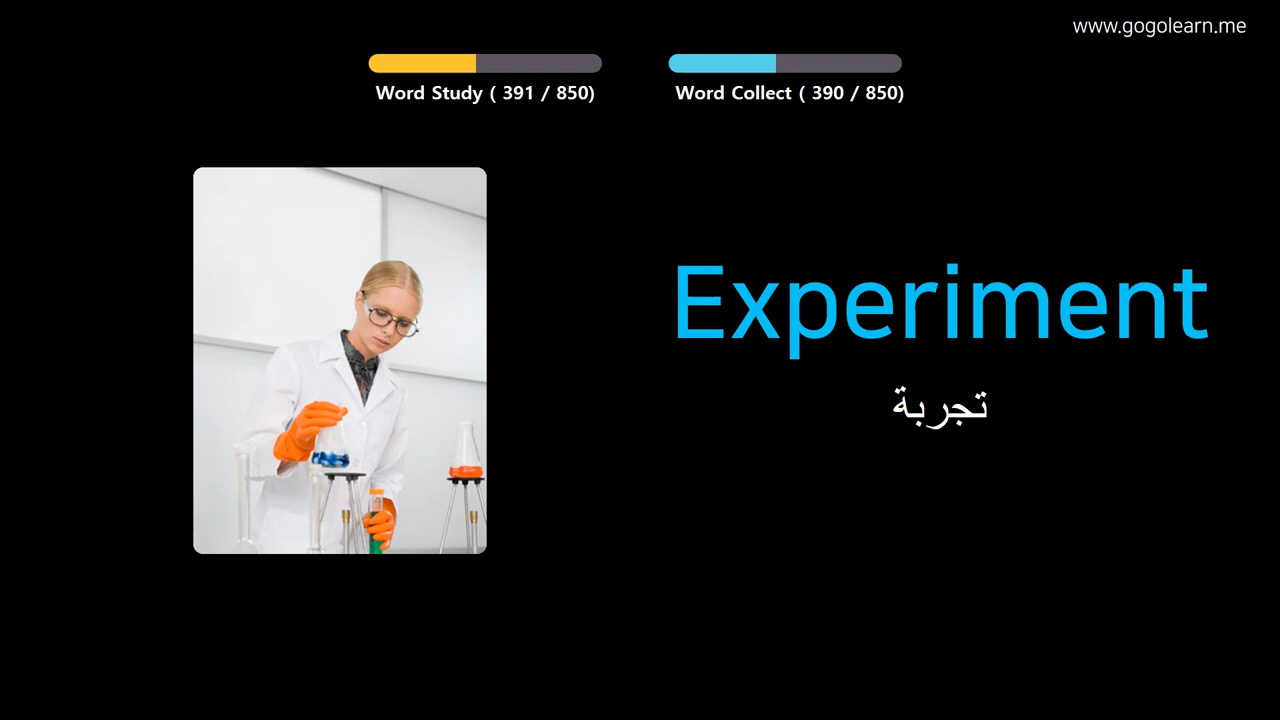 www.gogolearn.me
Word Study ( 391 / 850)
Word Collect ( 390 / 850)
Experiment
تجربة